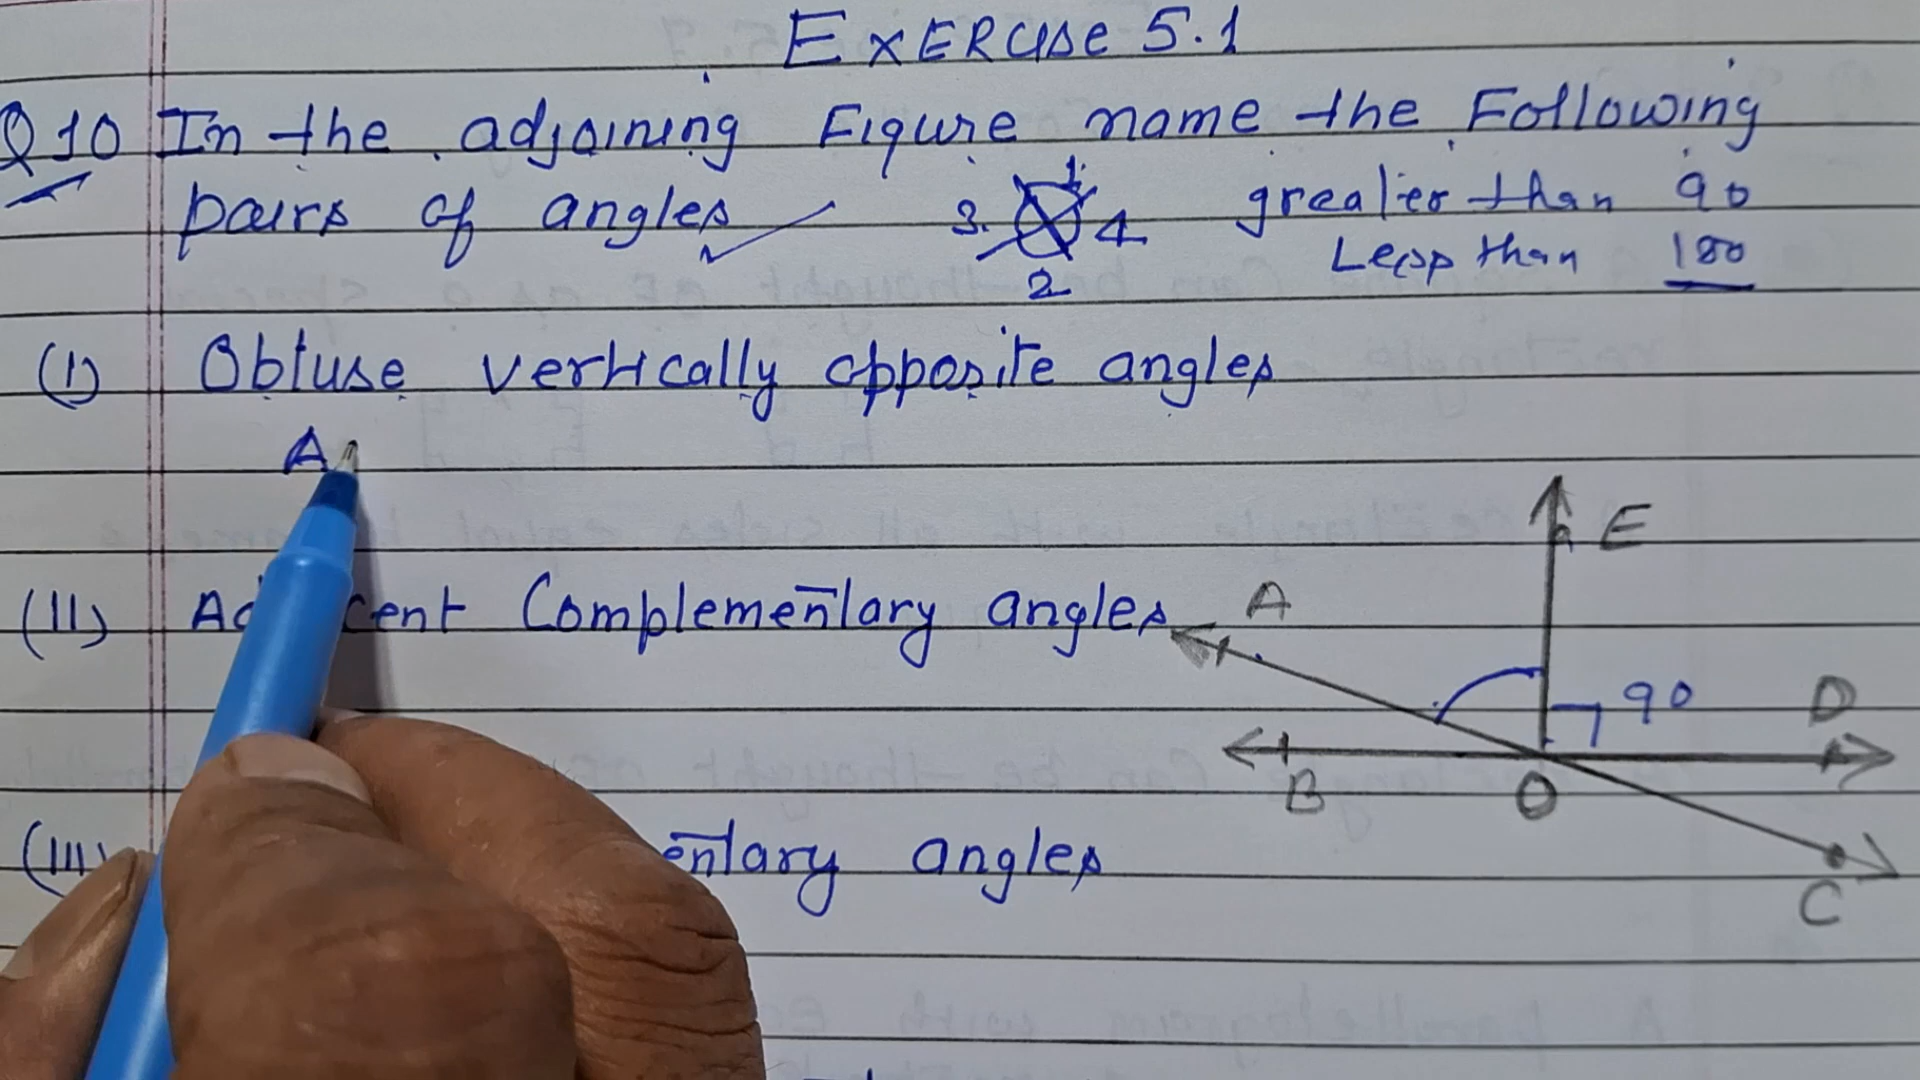 EXERCISE 5.1
Q10 In the adjoining Figure name the Following
pairs of angles
1.
3. 4
2
greater than 90
Less than 180
(I) Obtuse vertically opposite angles
A
(II) cent Complementary angles
E
A
90
D
B
O
(III) entary angles
C